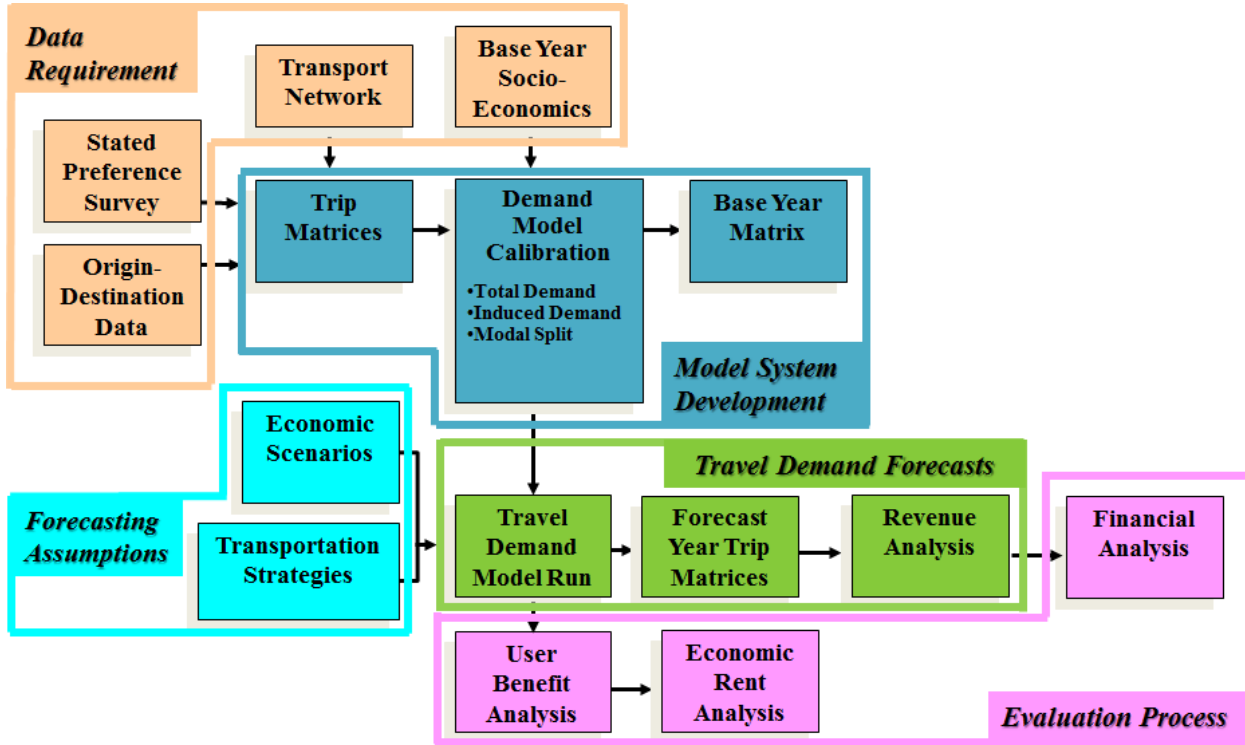 Data
Requirement
Transport
Network
Base Year
Socio-
Economics
Stated
Preference
Survey
Origin-
Destination
Data
Trip
Matrices
Demand
Model
Calibration
•Total Demand
•Induced Demand
•Modal Split
Base Year
Matrix
Model System
Development
Economic
Scenarios
Forecasting
Assumptions
Transportation
Strategies
Travel Demand Forecasts
Travel
Demand
Model Run
Forecast
Year Trip
Matrices
Revenue
Analysis
Financial
Analysis
User
Benefit
Analysis
Economic
Rent
Analysis
Evaluation Process